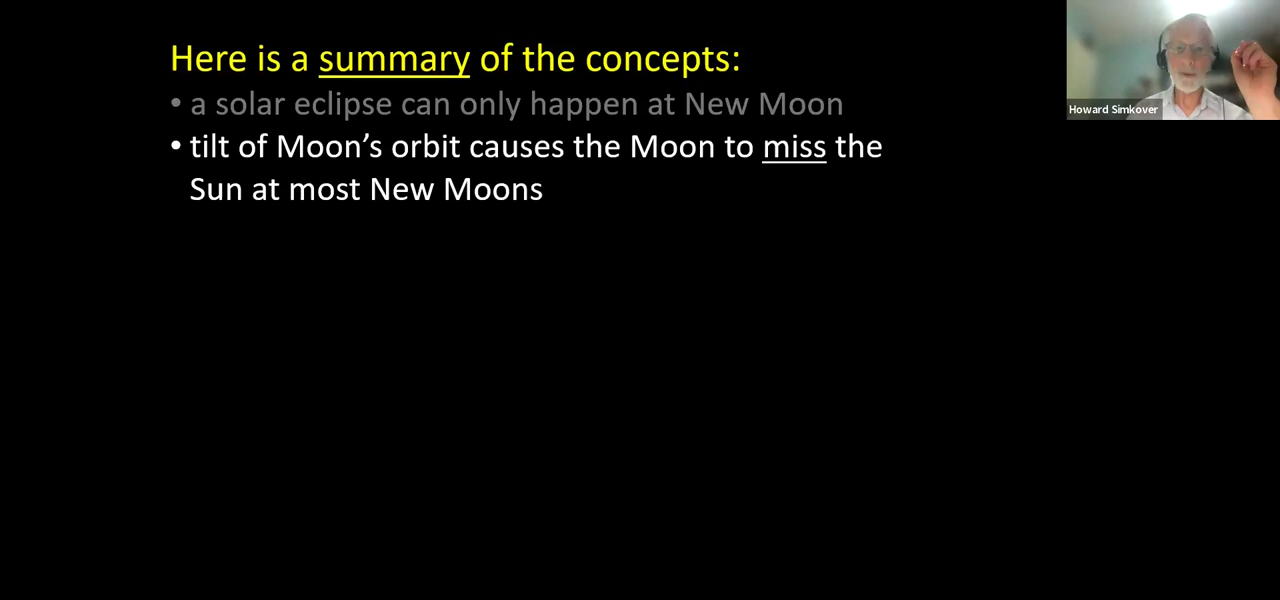 Here is a summary of the concepts:
• a solar eclipse can only happen at New Moon
• tilt of Moon’s orbit causes the Moon to miss the
Sun at most New Moons
Howard Simkover